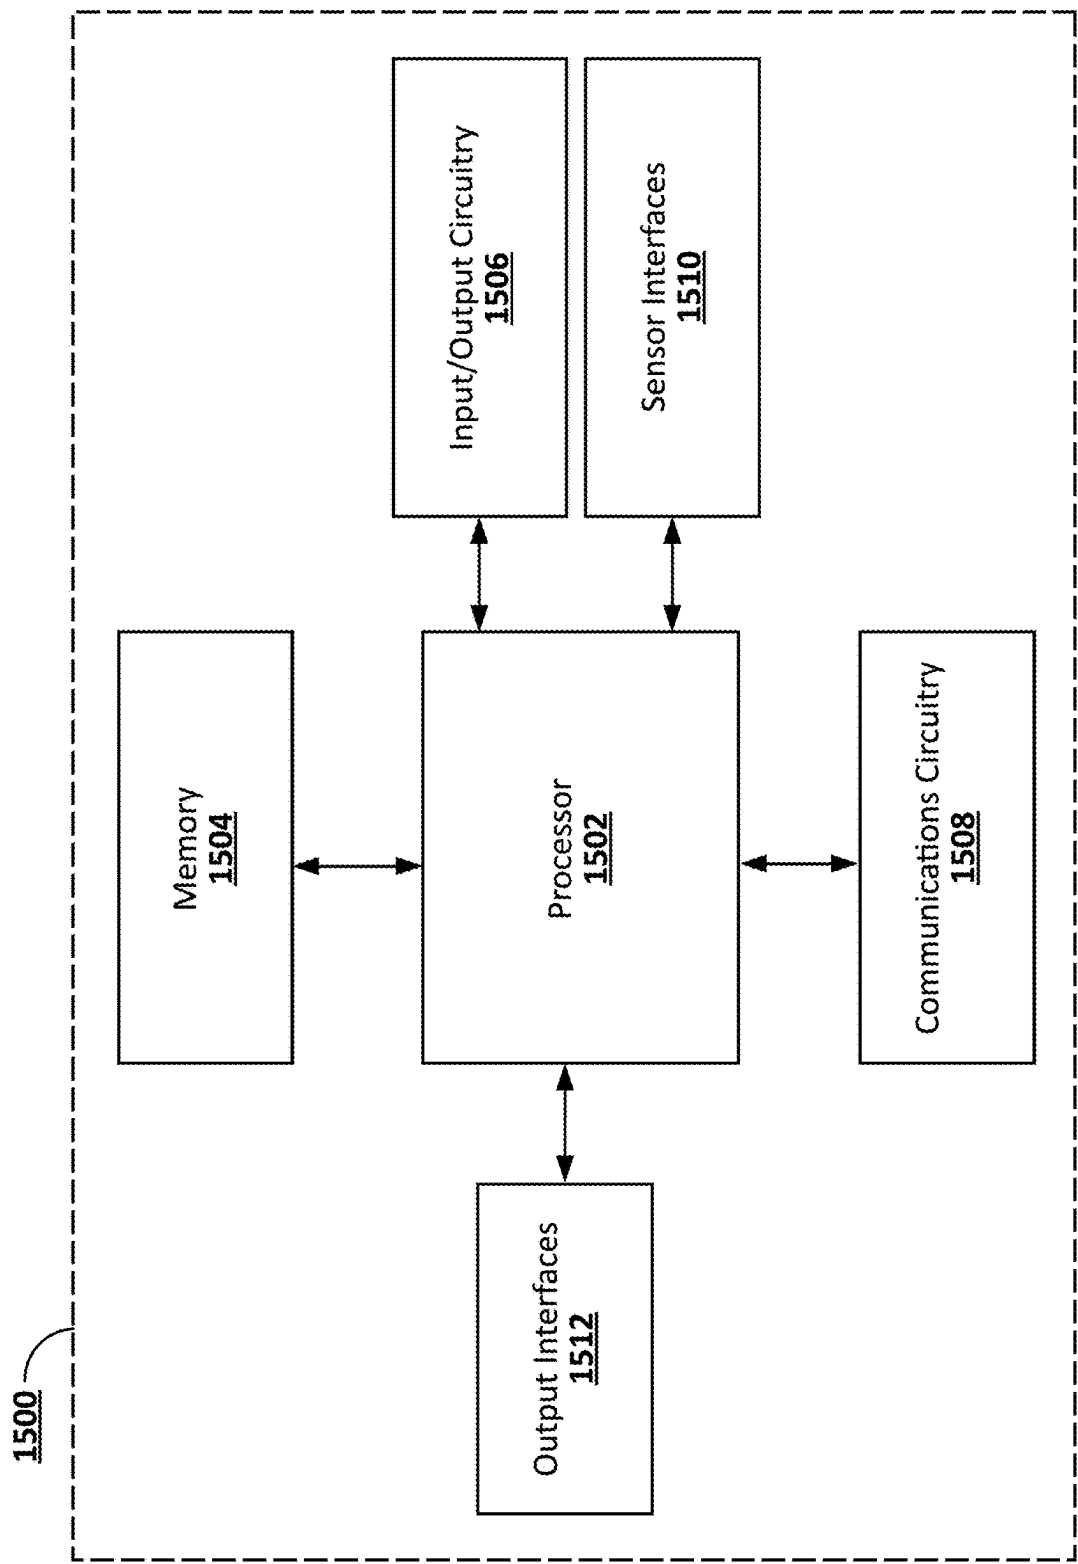 1500
Memory
1504
Output Interfaces
1512
Processor
1502
Input/Output Circuitry
1506
Sensor Interfaces
1510
Communications Circuitry
1508